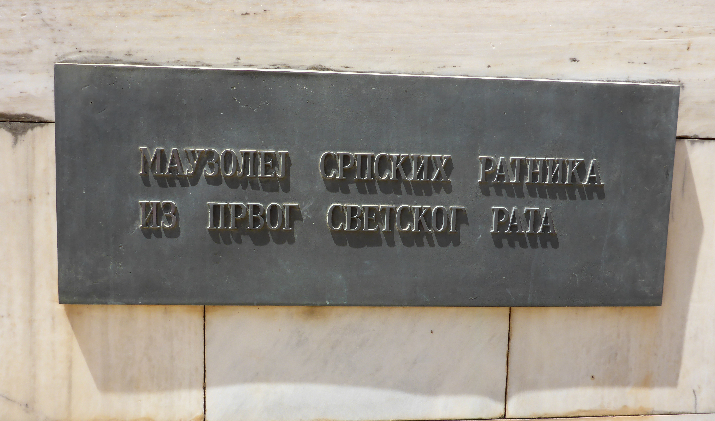 МАУЗОЛЕЈ СРПСКИХ РАТНИКА
ИЗ ПРВОГ СВЕТСКОГ РАТА